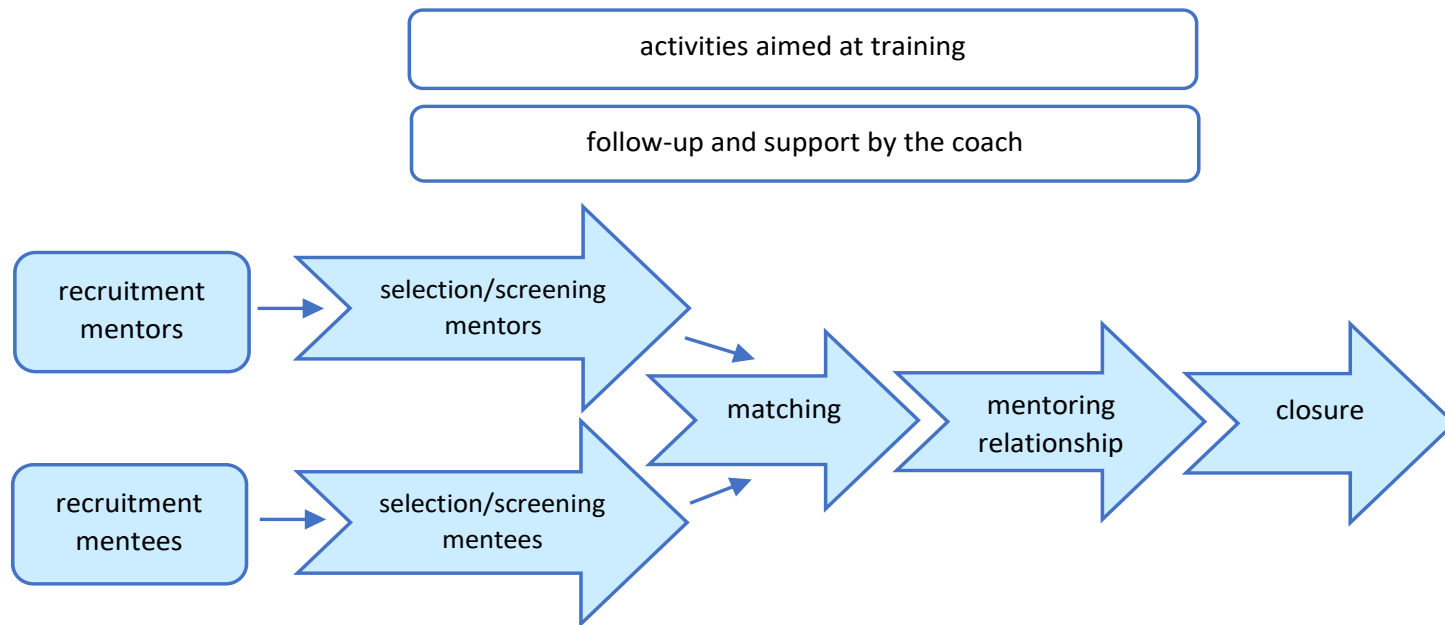 activities aimed at training
follow-up and support by the coach
recruitment
mentors
selection/screening
mentors
recruitment
mentees
selection/screening
mentees
matching
mentoring
relationship
closure